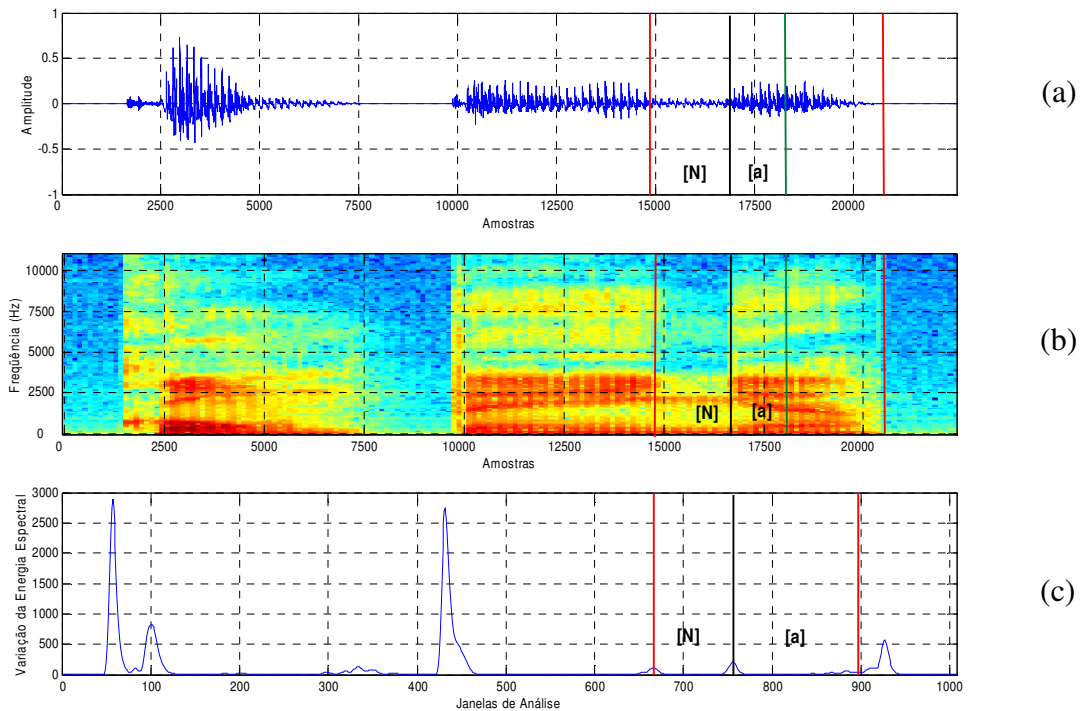 Amplitude
1
0.5
0
-0.5
-1
[N] [a]
0 2500 5000 7500 10000 12500 15000 17500 20000
Amostras
(a)
Freqüência (Hz)
10000
7500
5000
2500
0
[N] [a]
0 2500 5000 7500 10000 12500 15000 17500 20000
Amostras
(b)
Variação da Energia Espectral
3000
2500
2000
1500
1000
500
0
[N] [a]
0 100 200 300 400 500 600 700 800 900 1000
Janelas de Análise
(c)